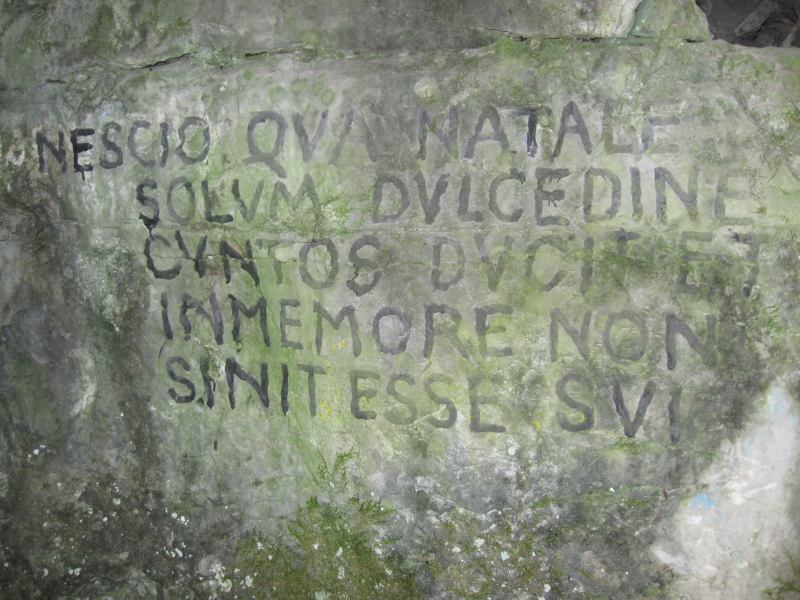 NESCIO QVA NATALE
SOLVM DVLCEDINE
CVNTOS DVCIT ET
INMEMORE NON
SINIT ESSE SVI